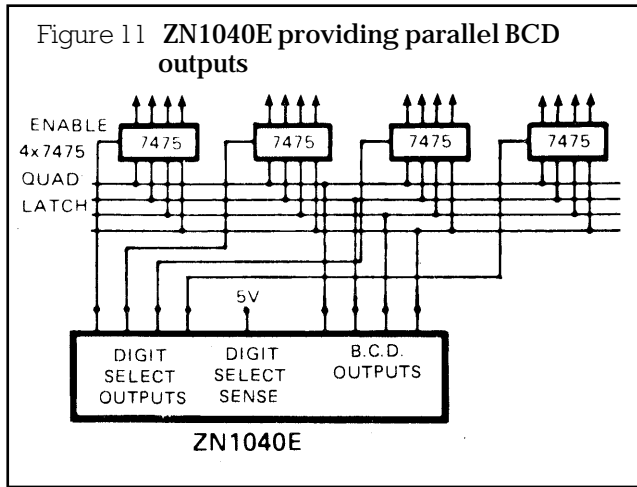 Figure 11 ZN1040E providing parallel BCD
outputs
ENABLE
4x7475
QUAD
LATCH
7475
7475
7475
7475
5V
DIGIT
SELECT
OUTPUTS
DIGIT
SELECT
SENSE
B.C.D.
OUTPUTS
ZN1040E